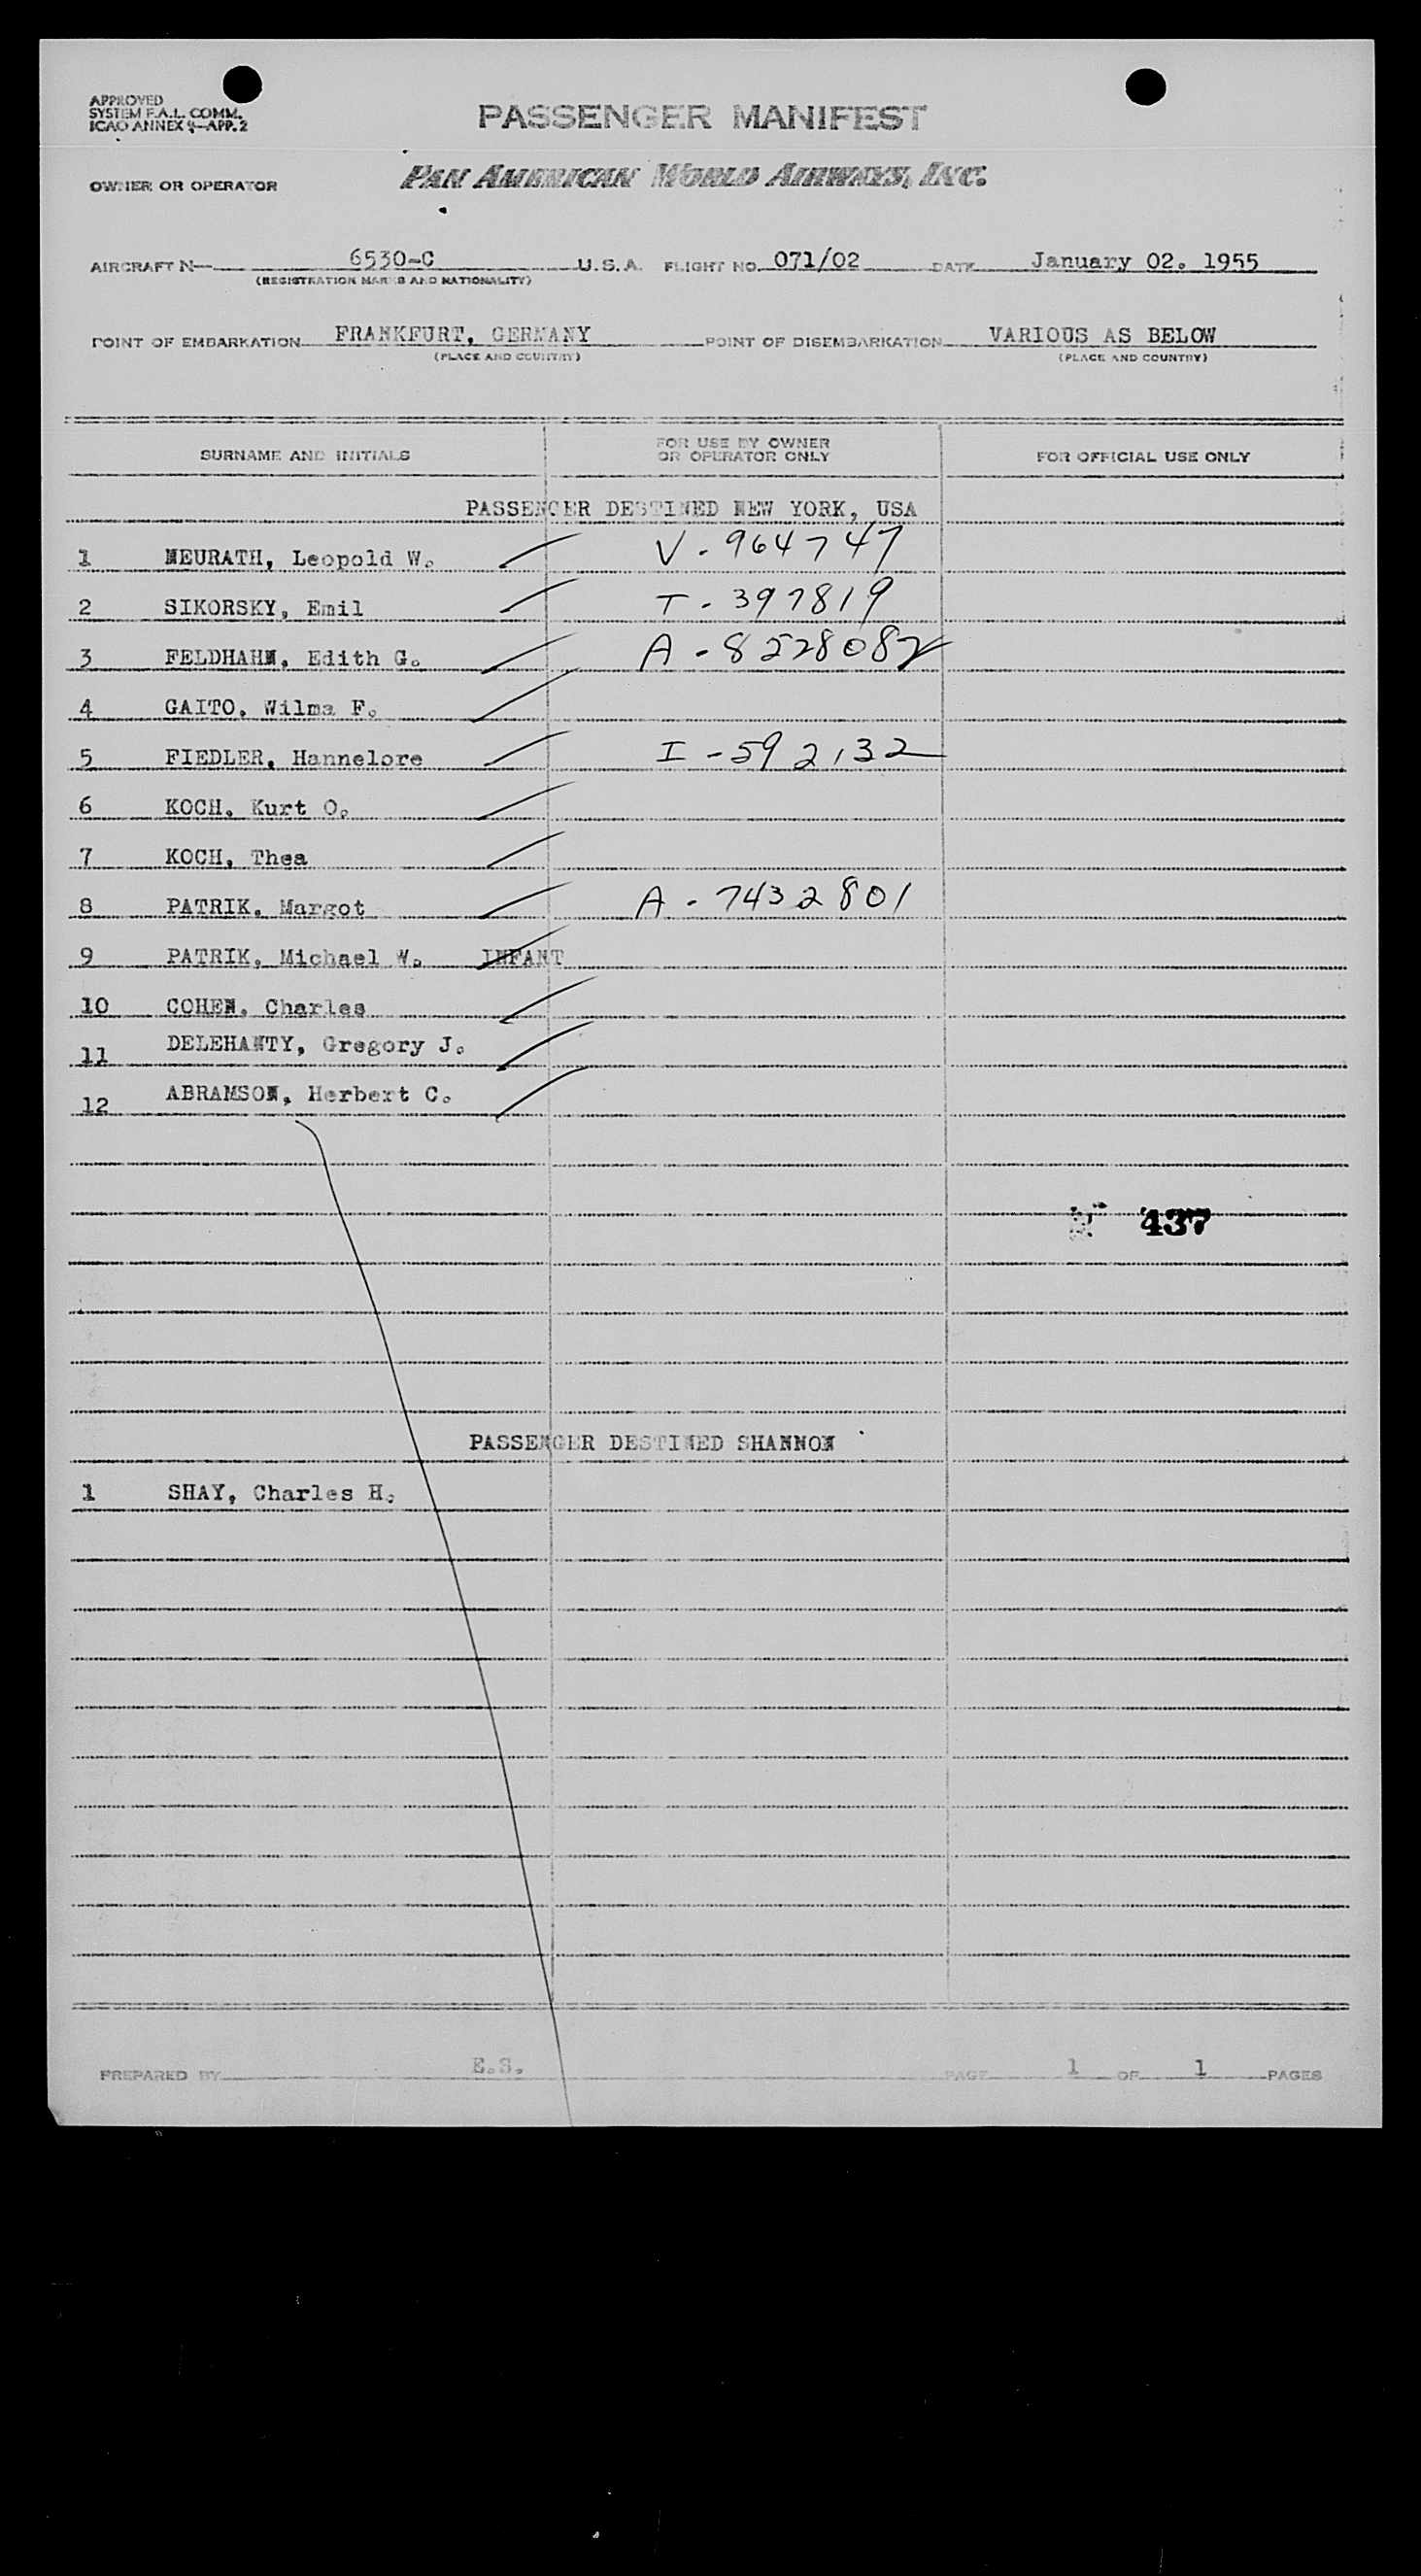 APPROVED
SYSTEM F.A.L. COMM.
ICAO ANNEX 9—APP. 2
PASSENGER MANIFEST
OWNER OR OPERATOR PAN AMERICAN WORLD AIRWAYS, INC.
AIRCRAFT N— 6530-C U.S.A. FLIGHT NO. 071/02 DATE January 02. 1955
(REGISTRATION MARKS AND NATIONALITY)
POINT OF EMBARKATION FRANKFURT, GERMANY POINT OF DISEMBARKATION VARIOUS AS BELOW
(PLACE AND COUNTRY) (PLACE AND COUNTRY)
SURNAME AND INITIALS FOR USE BY OWNER OR OPERATOR ONLY FOR OFFICIAL USE ONLY
PASSENGER DESTINED NEW YORK, USA
1 NEURATH, Leopold W. V-964747
2 SIKORSKY, Emil T-397819
3 FELDHAHN, Edith G. A-8528082
4 GAITO, Wilma F.
5 FIEDLER, Hannelore I-592132
6 KOCH, Kurt O.
7 KOCH, Thea
8 PATRIK, Margot A-7432801
9 PATRIK, Michael W. INFANT
10 COHEN, Charles
11 DELEHANTY, Gregory J.
12 ABRAMSON, Herbert C.
437
PASSENGER DESTINED SHANNON
1 SHAY, Charles H.
PREPARED BY E.S. PAGE 1 OF 1 PAGES